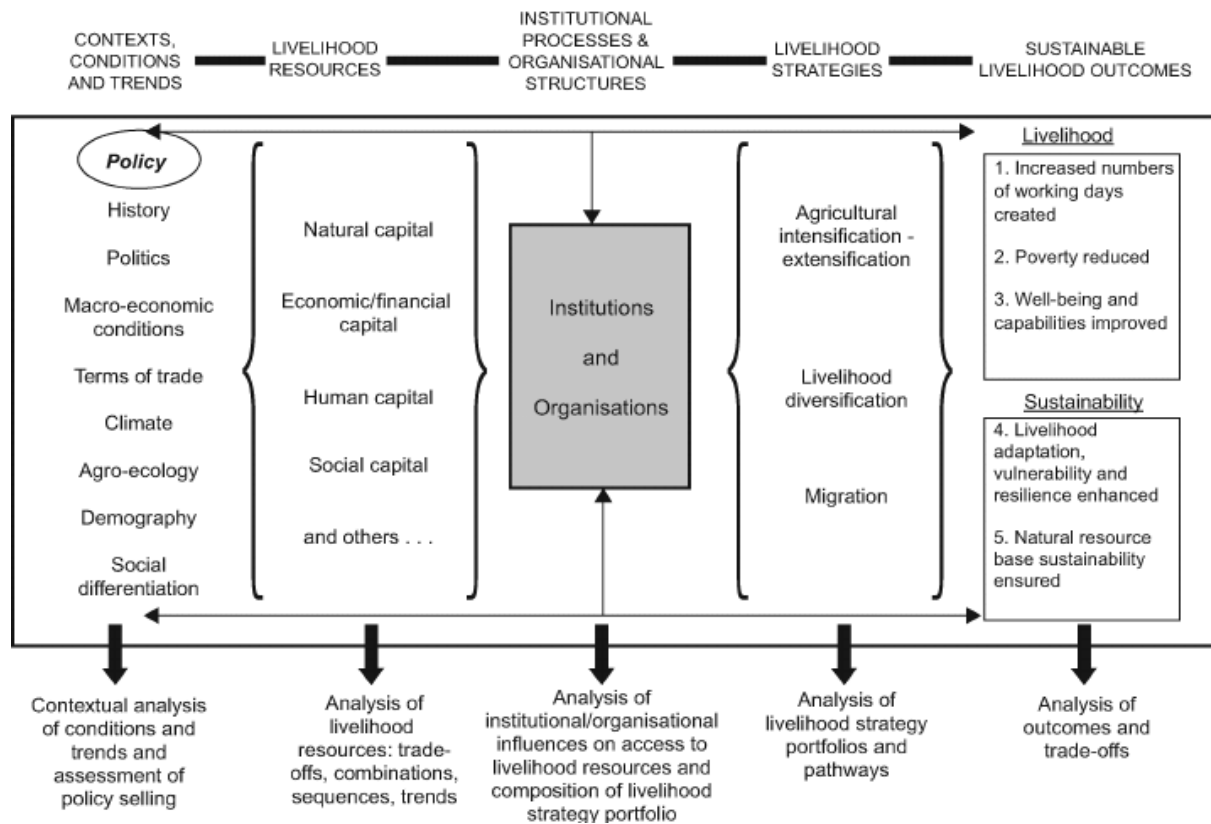 CONTEXTS,
CONDITIONS
AND TRENDS
LIVELIHOOD
RESOURCES
INSTITUTIONAL
PROCESSES &
ORGANISATIONAL
STRUCTURES
LIVELIHOOD
STRATEGIES
SUSTAINABLE
LIVELIHOOD OUTCOMES
Policy
History
Politics
Macro-economic
conditions
Terms of trade
Climate
Agro-ecology
Demography
Social
differentiation
Natural capital
Economic/financial
capital
Human capital
Social capital
and others . . .
Institutions
and
Organisations
Agricultural
intensification -
extensification
Livelihood
diversification
Migration
Livelihood
1. Increased numbers
of working days
created
2. Poverty reduced
3. Well-being and
capabilities improved
Sustainability
4. Livelihood
adaptation,
vulnerability and
resilience enhanced
5. Natural resource
base sustainability
ensured
Contextual analysis
of conditions and
trends and
assessment of
policy selling
Analysis of
livelihood
resources: trade-
offs, combinations,
sequences, trends
Analysis of
institutional/organisational
influences on access to
livelihood resources and
composition of livelihood
strategy portfolio
Analysis of
livelihood strategy
portfolios and
pathways
Analysis of
outcomes and
trade-offs